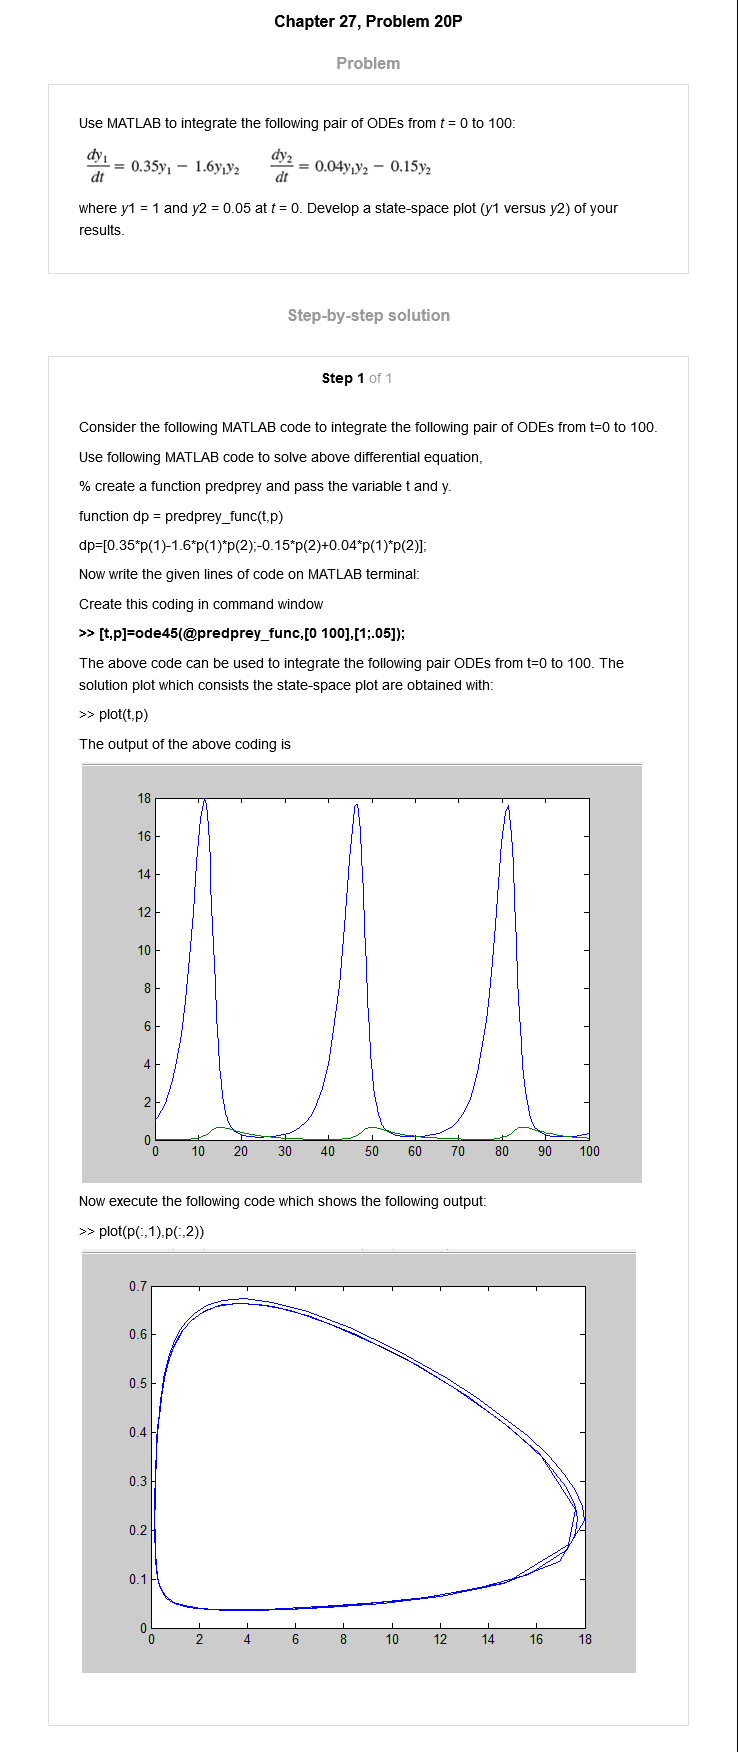 Chapter 27, Problem 20P
Problem
Use MATLAB to integrate the following pair of ODEs from t = 0 to 100:
dy₁/dt = 0.35y₁ − 1.6y₁y₂    dy₂/dt = 0.04y₁y₂ − 0.15y₂
where y1 = 1 and y2 = 0.05 at t = 0. Develop a state-space plot (y1 versus y2) of your
results.
Step-by-step solution
Step 1 of 1
Consider the following MATLAB code to integrate the following pair of ODEs from t=0 to 100.
Use following MATLAB code to solve above differential equation,
% create a function predprey and pass the variable t and y.
function dp = predprey_func(t,p)
dp=[0.35*p(1)-1.6*p(1)*p(2);-0.15*p(2)+0.04*p(1)*p(2)];
Now write the given lines of code on MATLAB terminal:
Create this coding in command window
>> [t,p]=ode45(@predprey_func,[0 100],[1;.05]);
The above code can be used to integrate the following pair ODEs from t=0 to 100. The
solution plot which consists the state-space plot are obtained with:
>> plot(t,p)
The output of the above coding is
18
16
14
12
10
8
6
4
2
0
0 10 20 30 40 50 60 70 80 90 100
Now execute the following code which shows the following output:
>> plot(p(:,1),p(:,2))
0.7
0.6
0.5
0.4
0.3
0.2
0.1
0
0 2 4 6 8 10 12 14 16 18